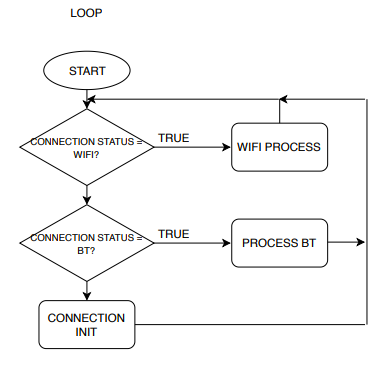 LOOP
START
CONNECTION STATUS =
WIFI?
TRUE
WIFI PROCESS
CONNECTION STATUS =
BT?
TRUE
PROCESS BT
CONNECTION
INIT